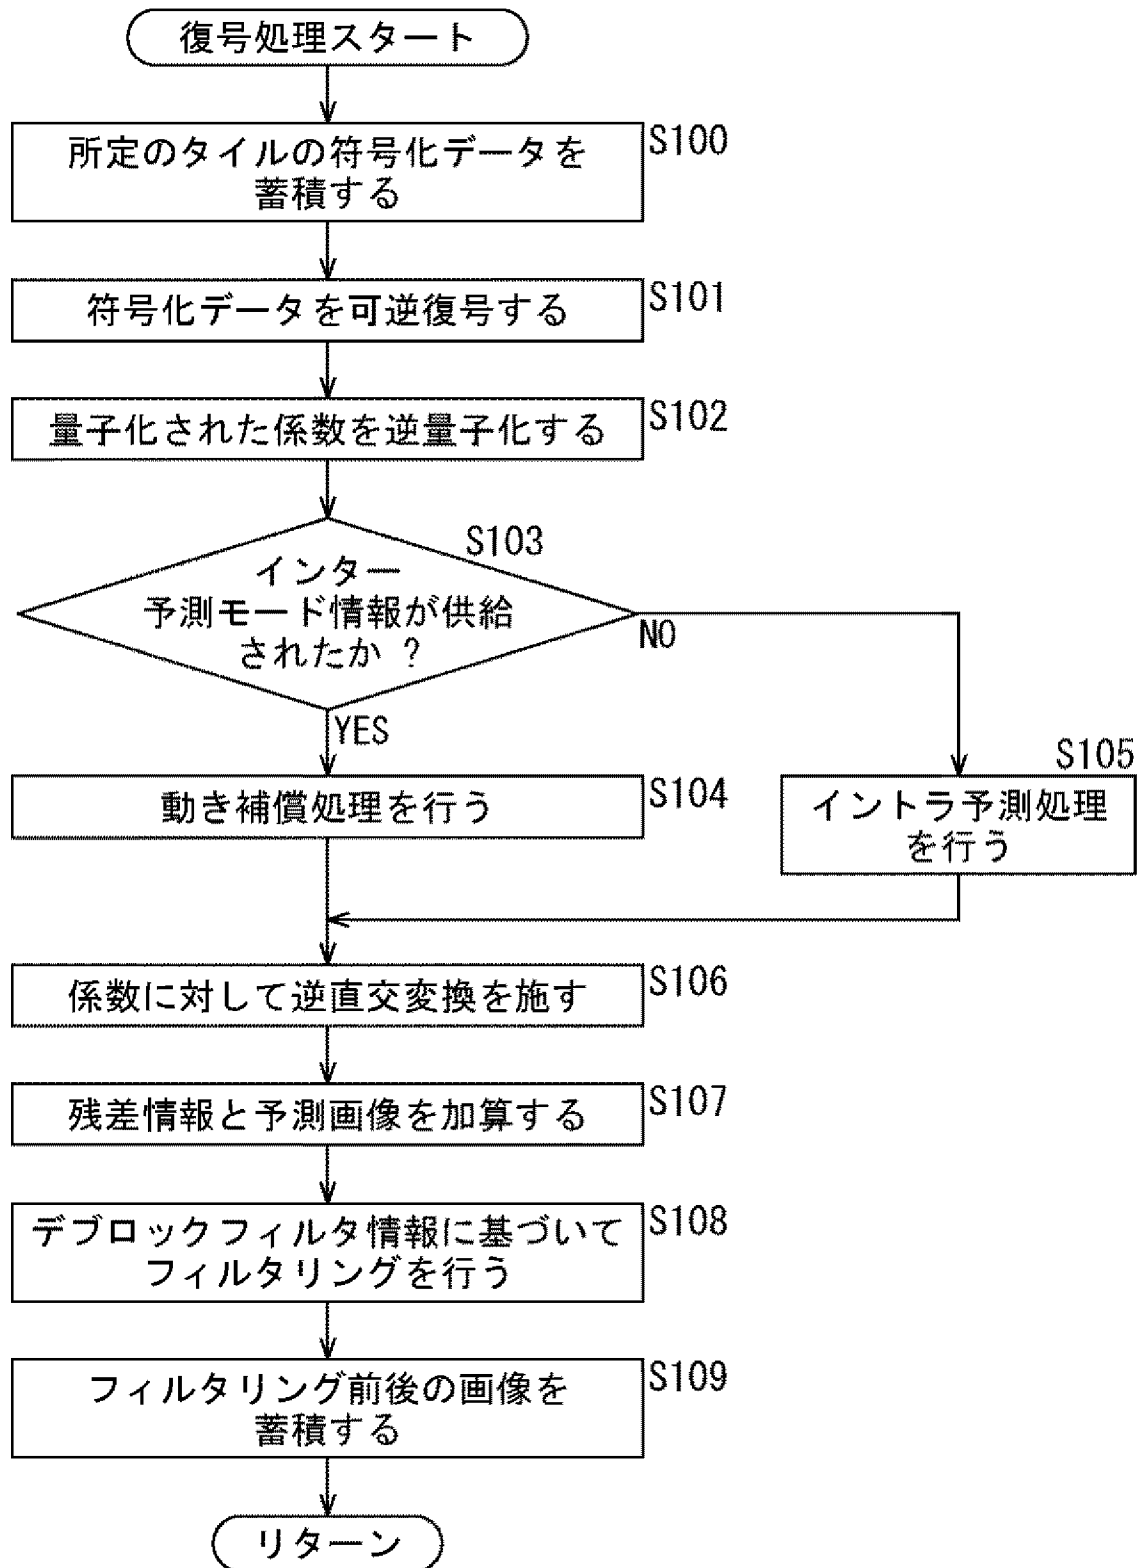 復号処理スタート
所定のタイルの符号化データを
蓄積する
S100
符号化データを可逆復号する
S101
量子化された係数を逆量子化する
S102
S103
インター
予測モード情報が供給
されたか ?
NO
YES
動き補償処理を行う
S104
S105
イントラ予測処理
を行う
係数に対して逆直交変換を施す
S106
残差情報と予測画像を加算する
S107
デブロックフィルタ情報に基づいて
フィルタリングを行う
S108
フィルタリング前後の画像を
蓄積する
S109
リターン